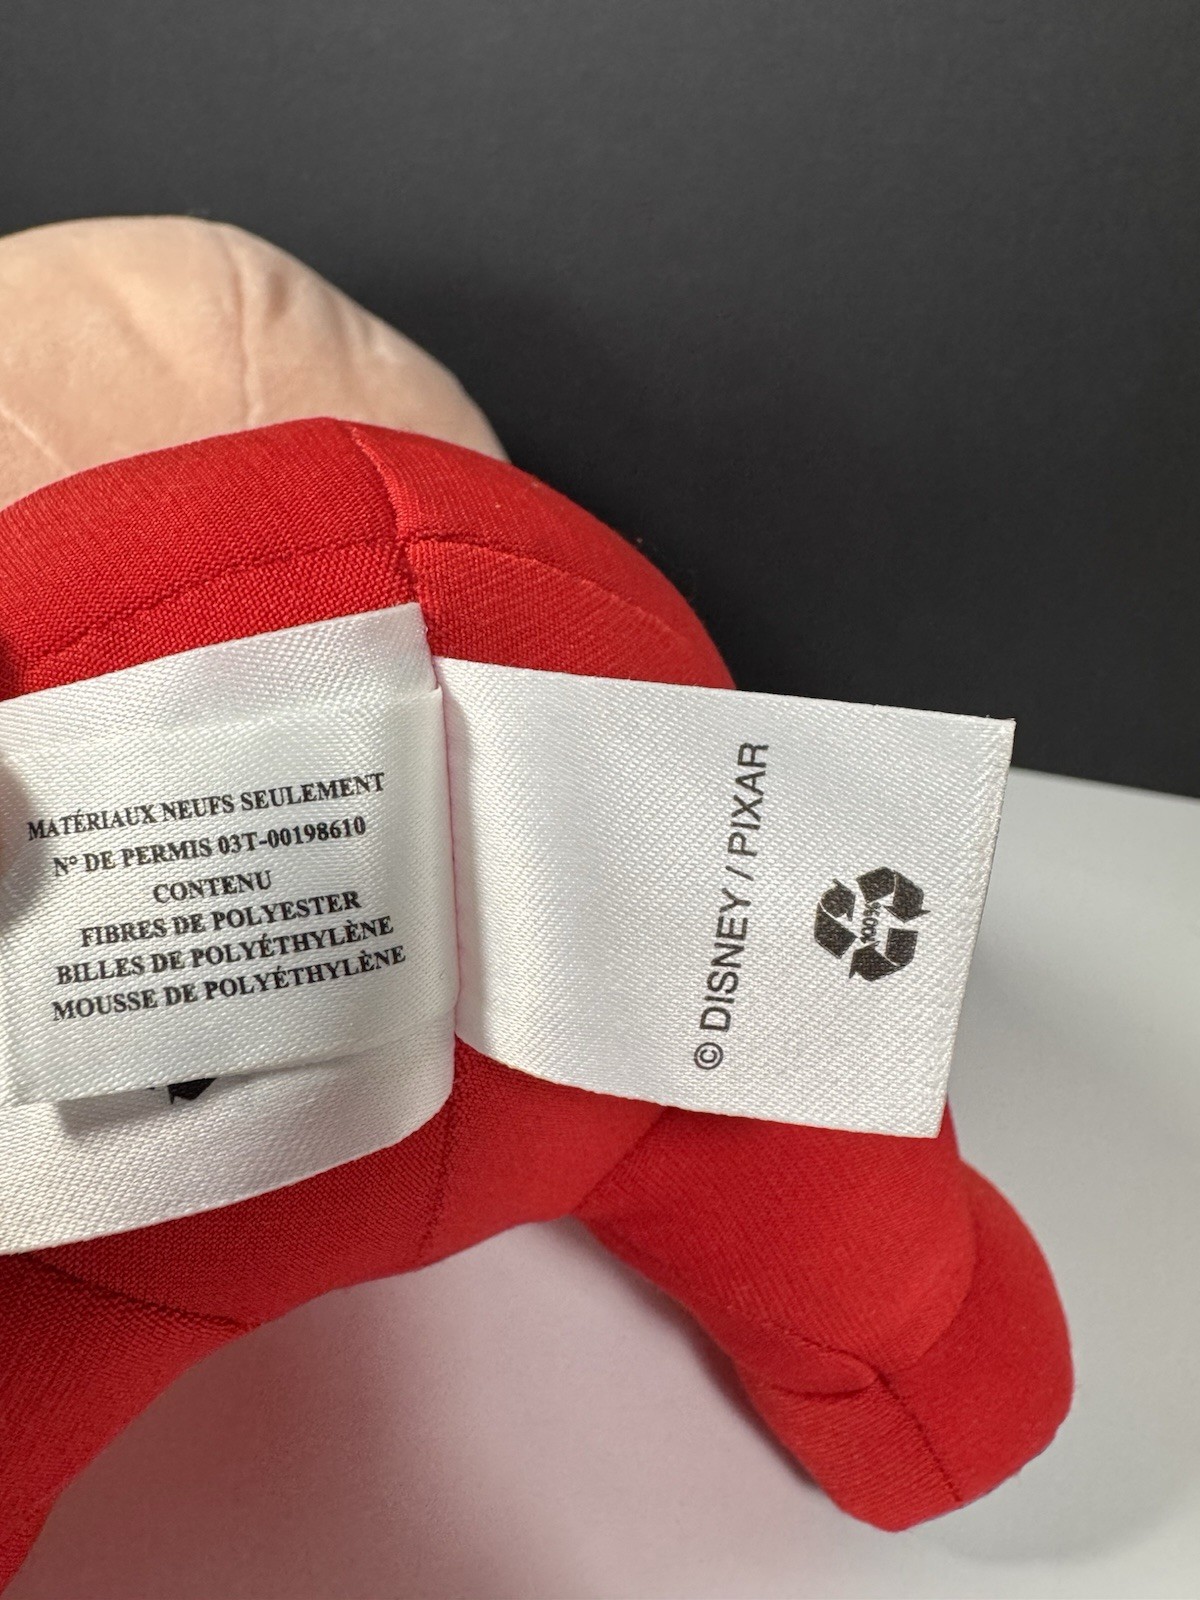 MATÉRIAUX NEUFS SEULEMENT
N° DE PERMIS 03T-00198610
CONTENU
FIBRES DE POLYESTER
BILLES DE POLYÉTHYLÈNE
MOUSSE DE POLYÉTHYLÈNE
© DISNEY / PIXAR
100%